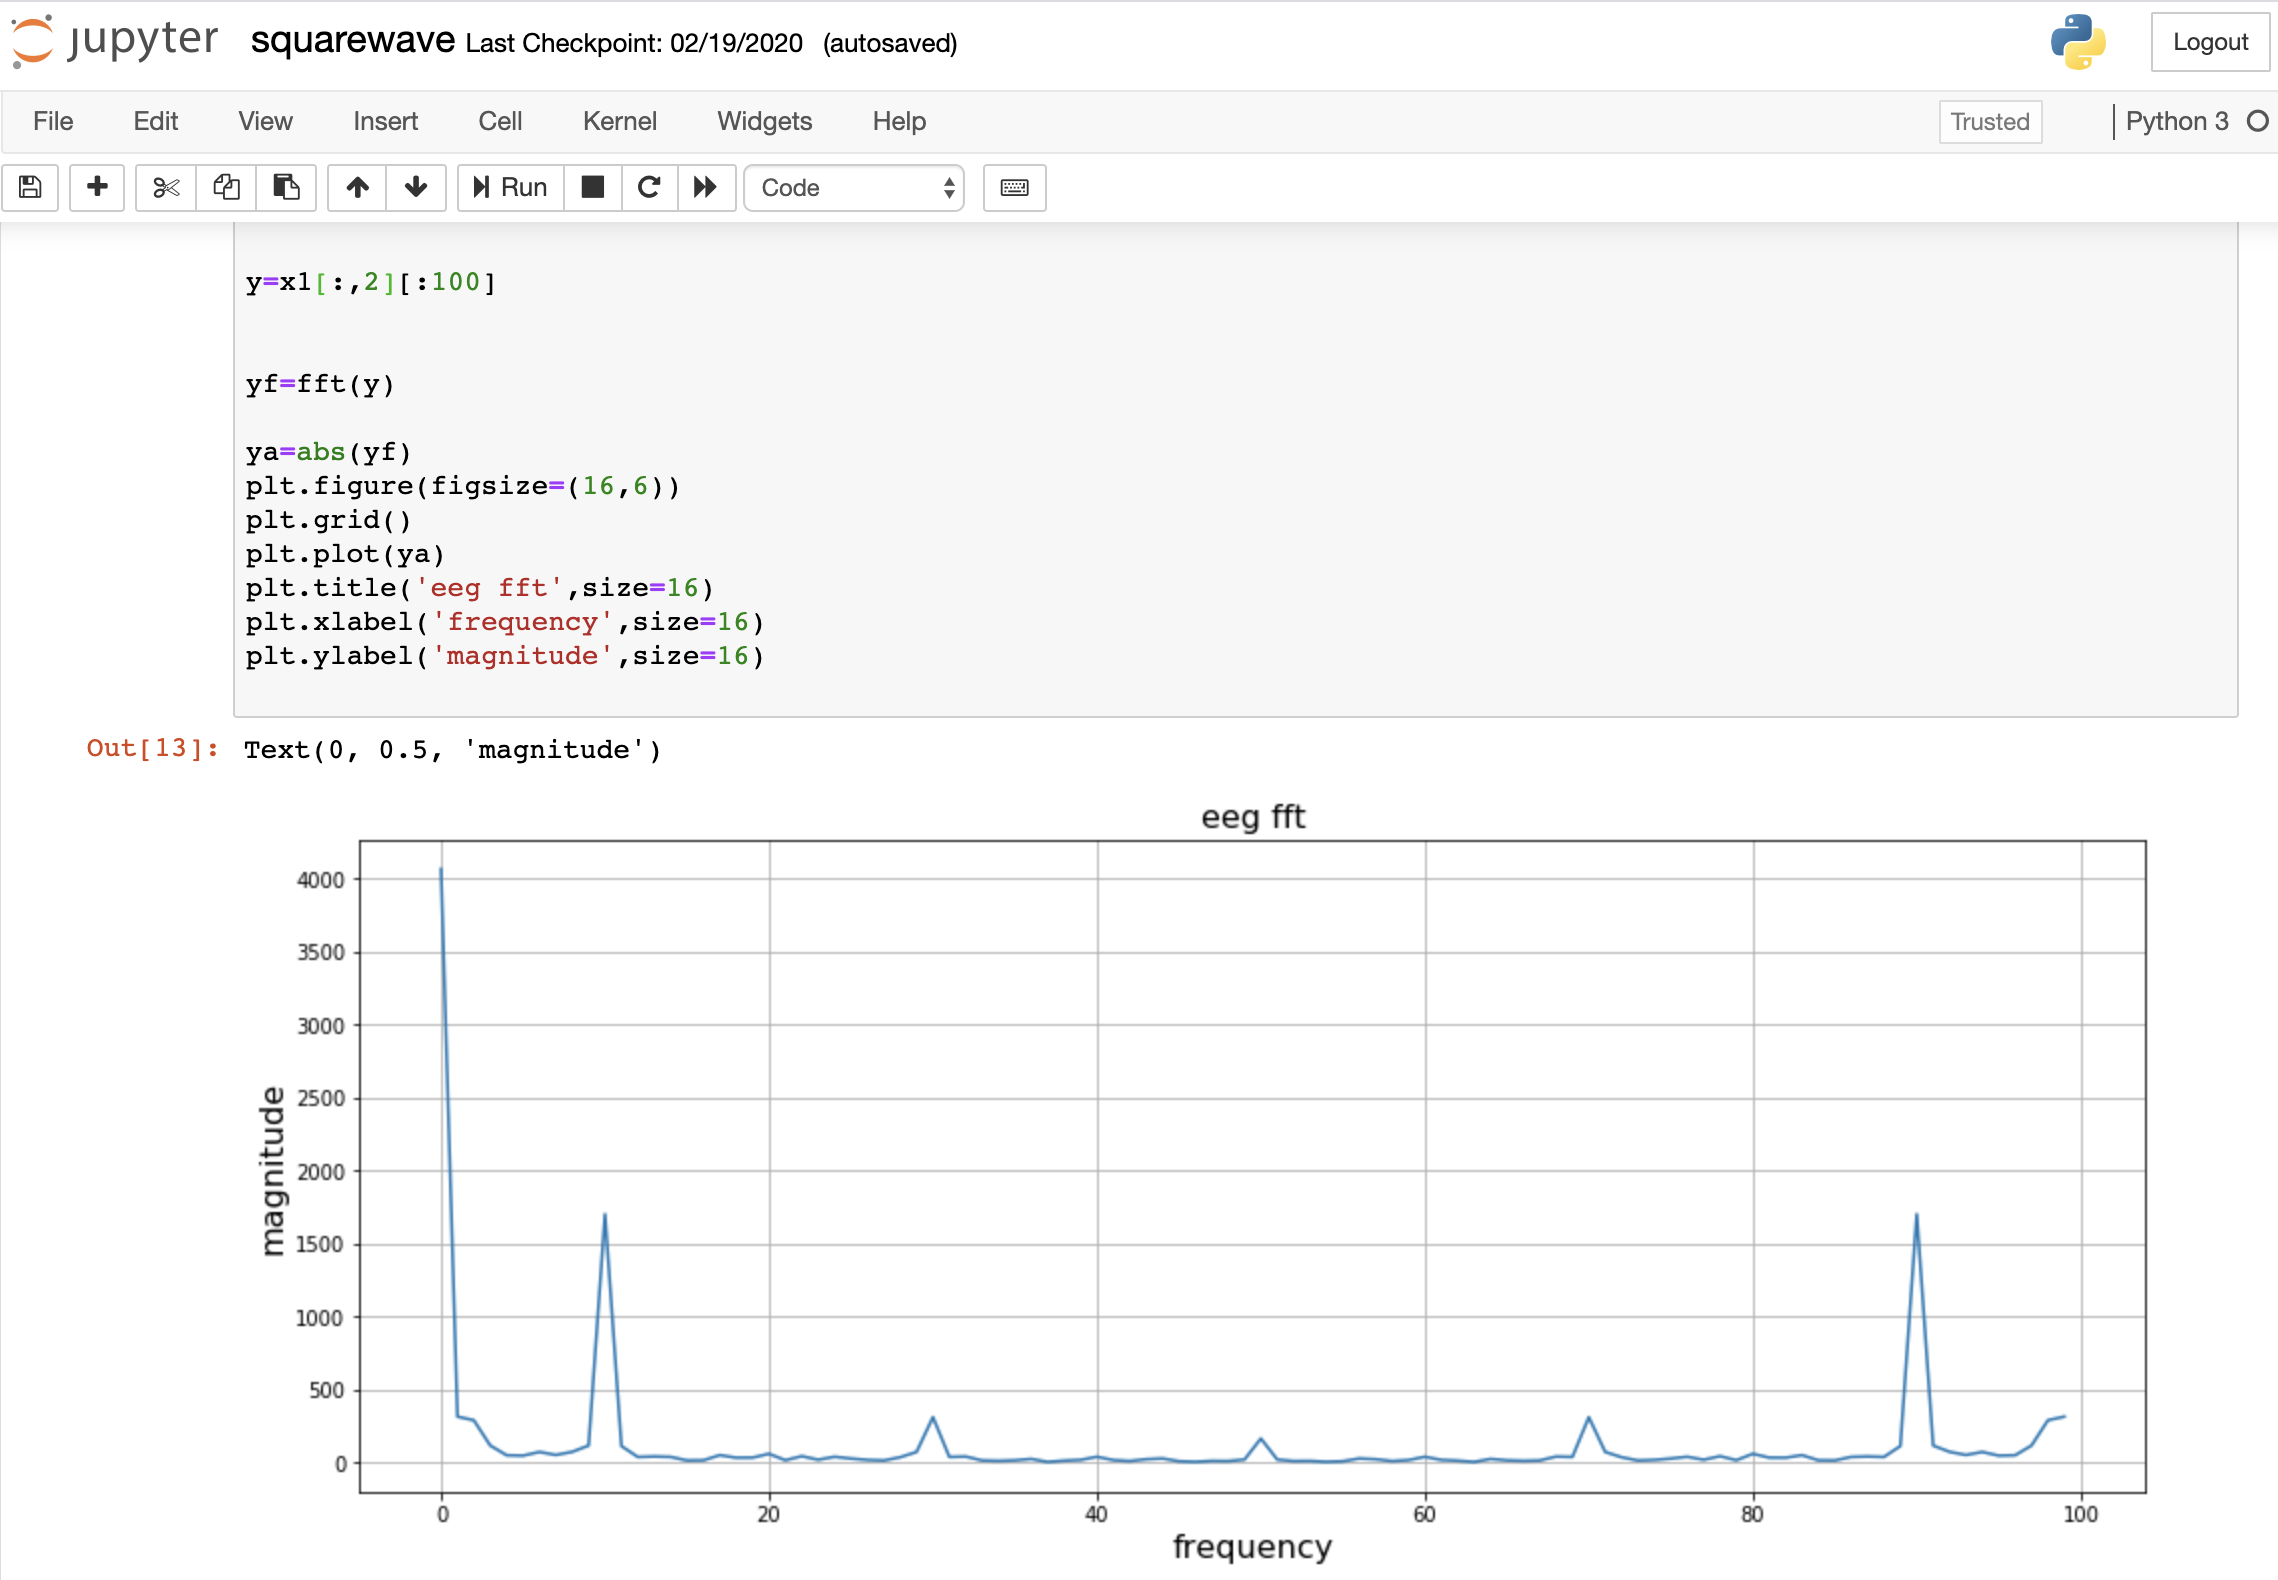 jupyter squarewave Last Checkpoint: 02/19/2020 (autosaved) Logout
File Edit View Insert Cell Kernel Widgets Help Trusted Python 3
Run Code
y=x1[:,2][:100]
yf=fft(y)
ya=abs(yf)
plt.figure(figsize=(16,6))
plt.grid()
plt.plot(ya)
plt.title('eeg fft',size=16)
plt.xlabel('frequency',size=16)
plt.ylabel('magnitude',size=16)
Out[13]: Text(0, 0.5, 'magnitude')
eeg fft
4000
3500
3000
2500
2000
1500
1000
500
0
magnitude
0 20 40 60 80 100
frequency